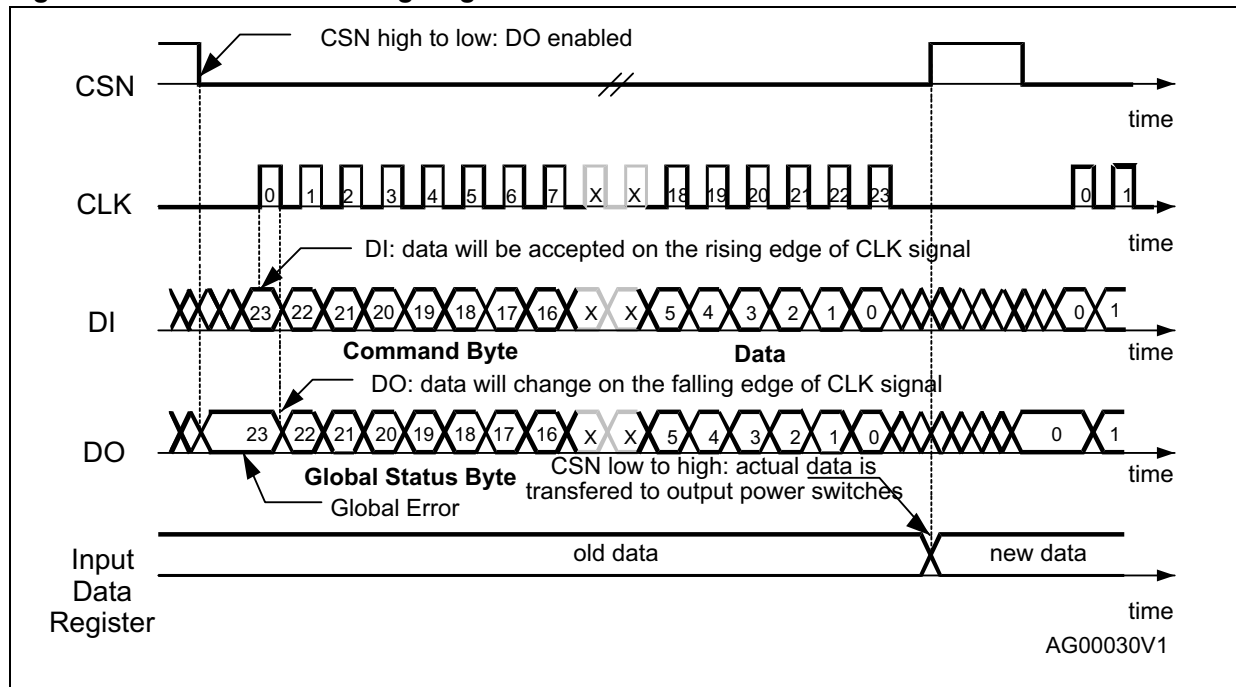 CSN high to low: DO enabled
CSN
time
0 1 2 3 4 5 6 7 X X 18 19 20 21 22 23 0 1
CLK
time
DI: data will be accepted on the rising edge of CLK signal
23 22 21 20 19 18 17 16 X X 5 4 3 2 1 0 0 1
DI
Command Byte Data
time
DO: data will change on the falling edge of CLK signal
23 22 21 20 19 18 17 16 X X 5 4 3 2 1 0 0 1
DO
Global Status Byte
CSN low to high: actual data is
transfered to output power switches
time
Global Error
Input
Data
Register
old data new data
time
AG00030V1